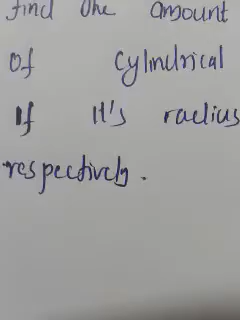 find the amount
Of cylindrical
If It's radius
respectively.